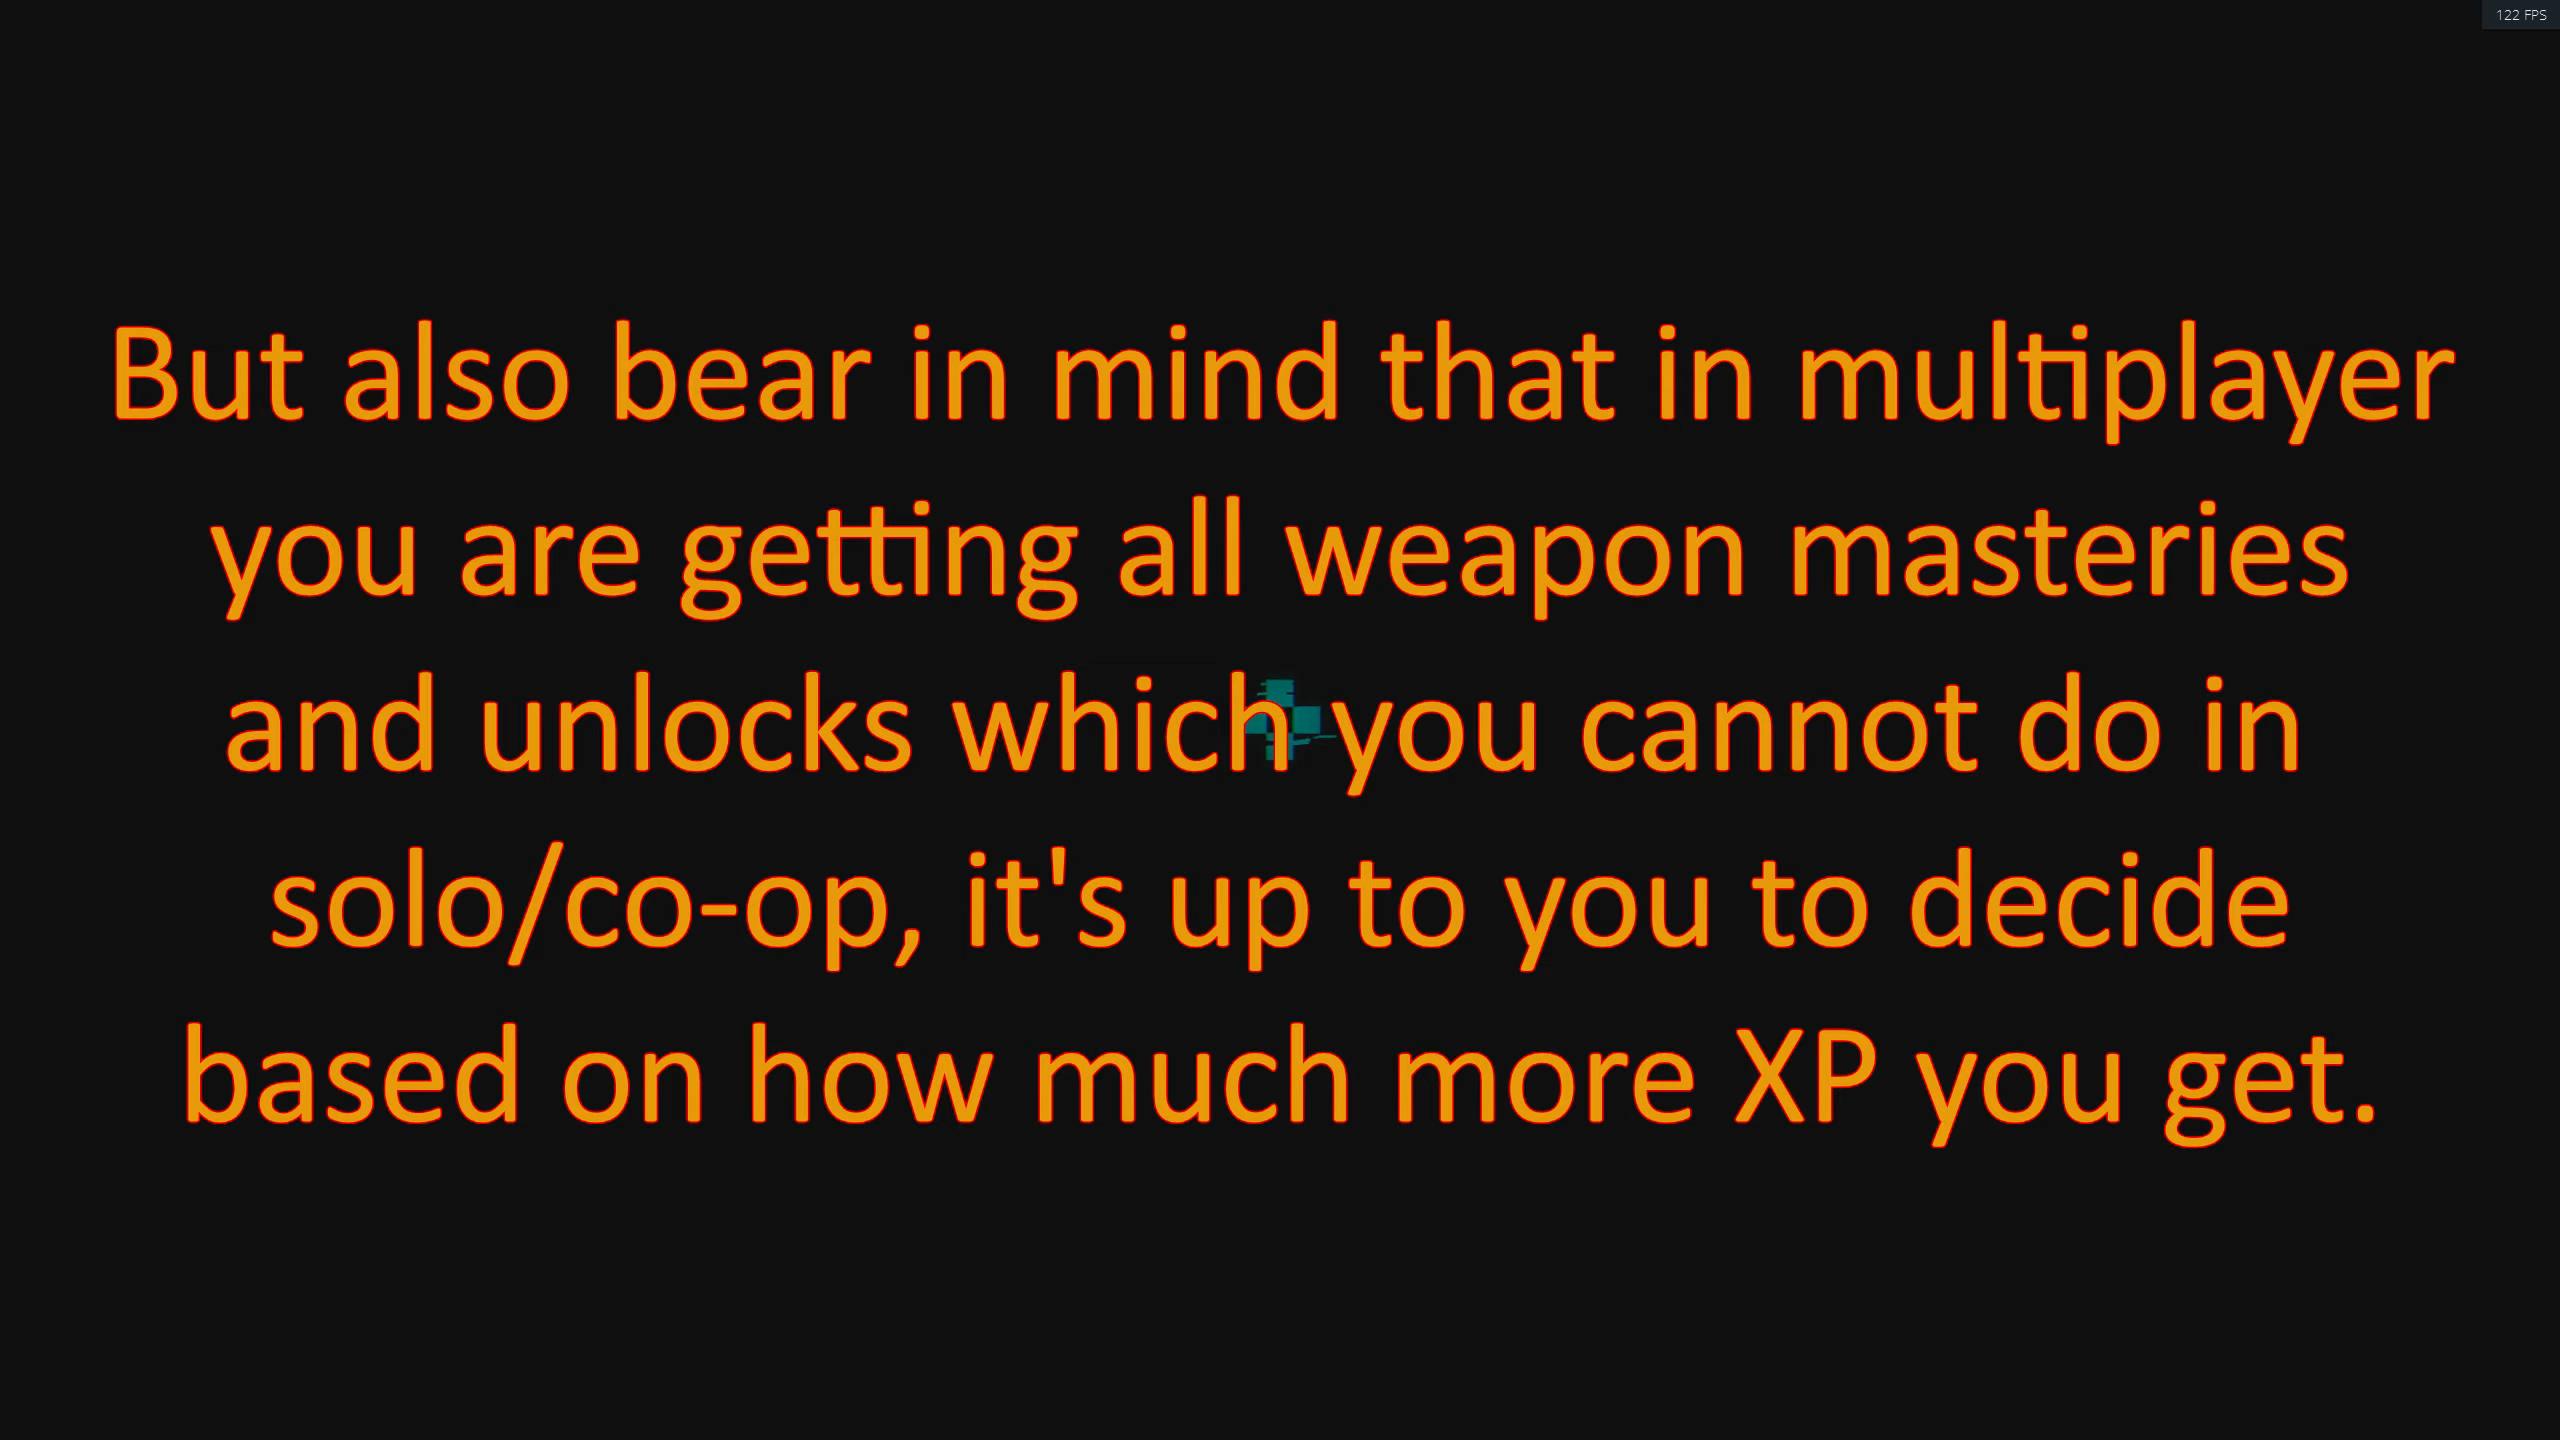 122 FPS
But also bear in mind that in multiplayer
you are getting all weapon masteries
and unlocks which you cannot do in
solo/co-op, it's up to you to decide
based on how much more XP you get.